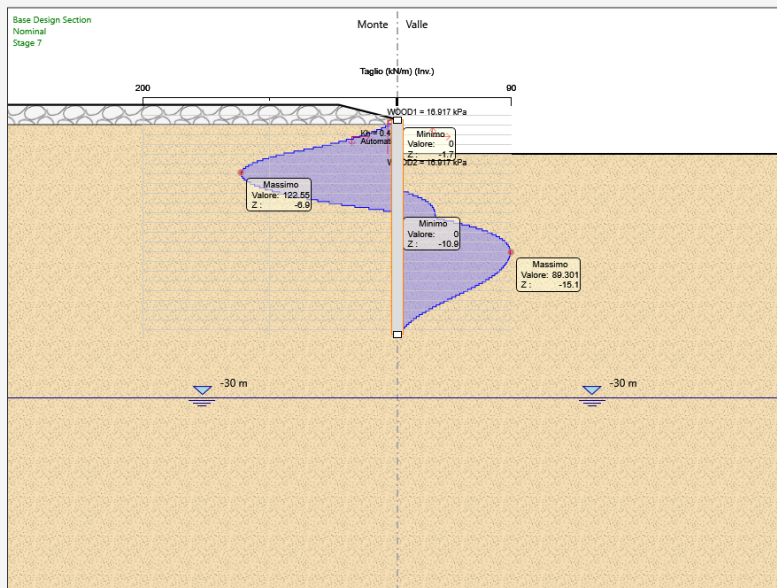 Base Design Section
Nominal
Stage 7
Monte
Valle
Taglio (kN/m) (Inv.)
200
90
WOOD1 = 16.917 kPa
Minimo
Valore: 0
Z : -1.7
Massimo
Valore: 122.55
Z : -6.9
Minimo
Valore: 0
Z : -10.9
Massimo
Valore: 89.301
Z : -15.1
-30 m
-30 m